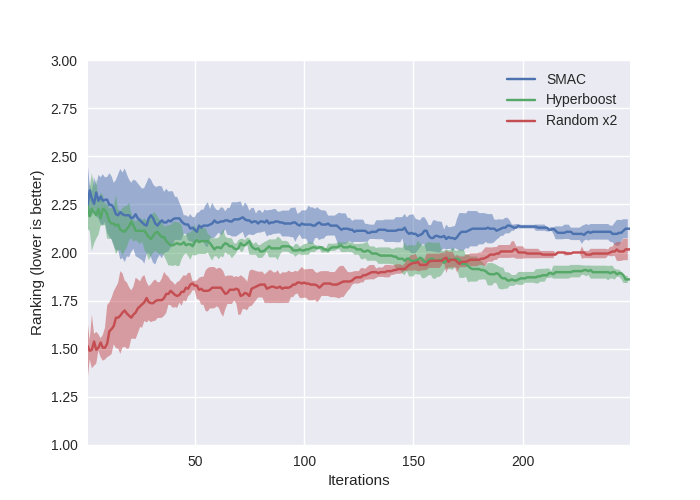 3.00
2.75
2.50
2.25
2.00
1.75
1.50
1.25
1.00
Ranking (lower is better)
SMAC
Hyperboost
Random x2
50
100
150
200
Iterations